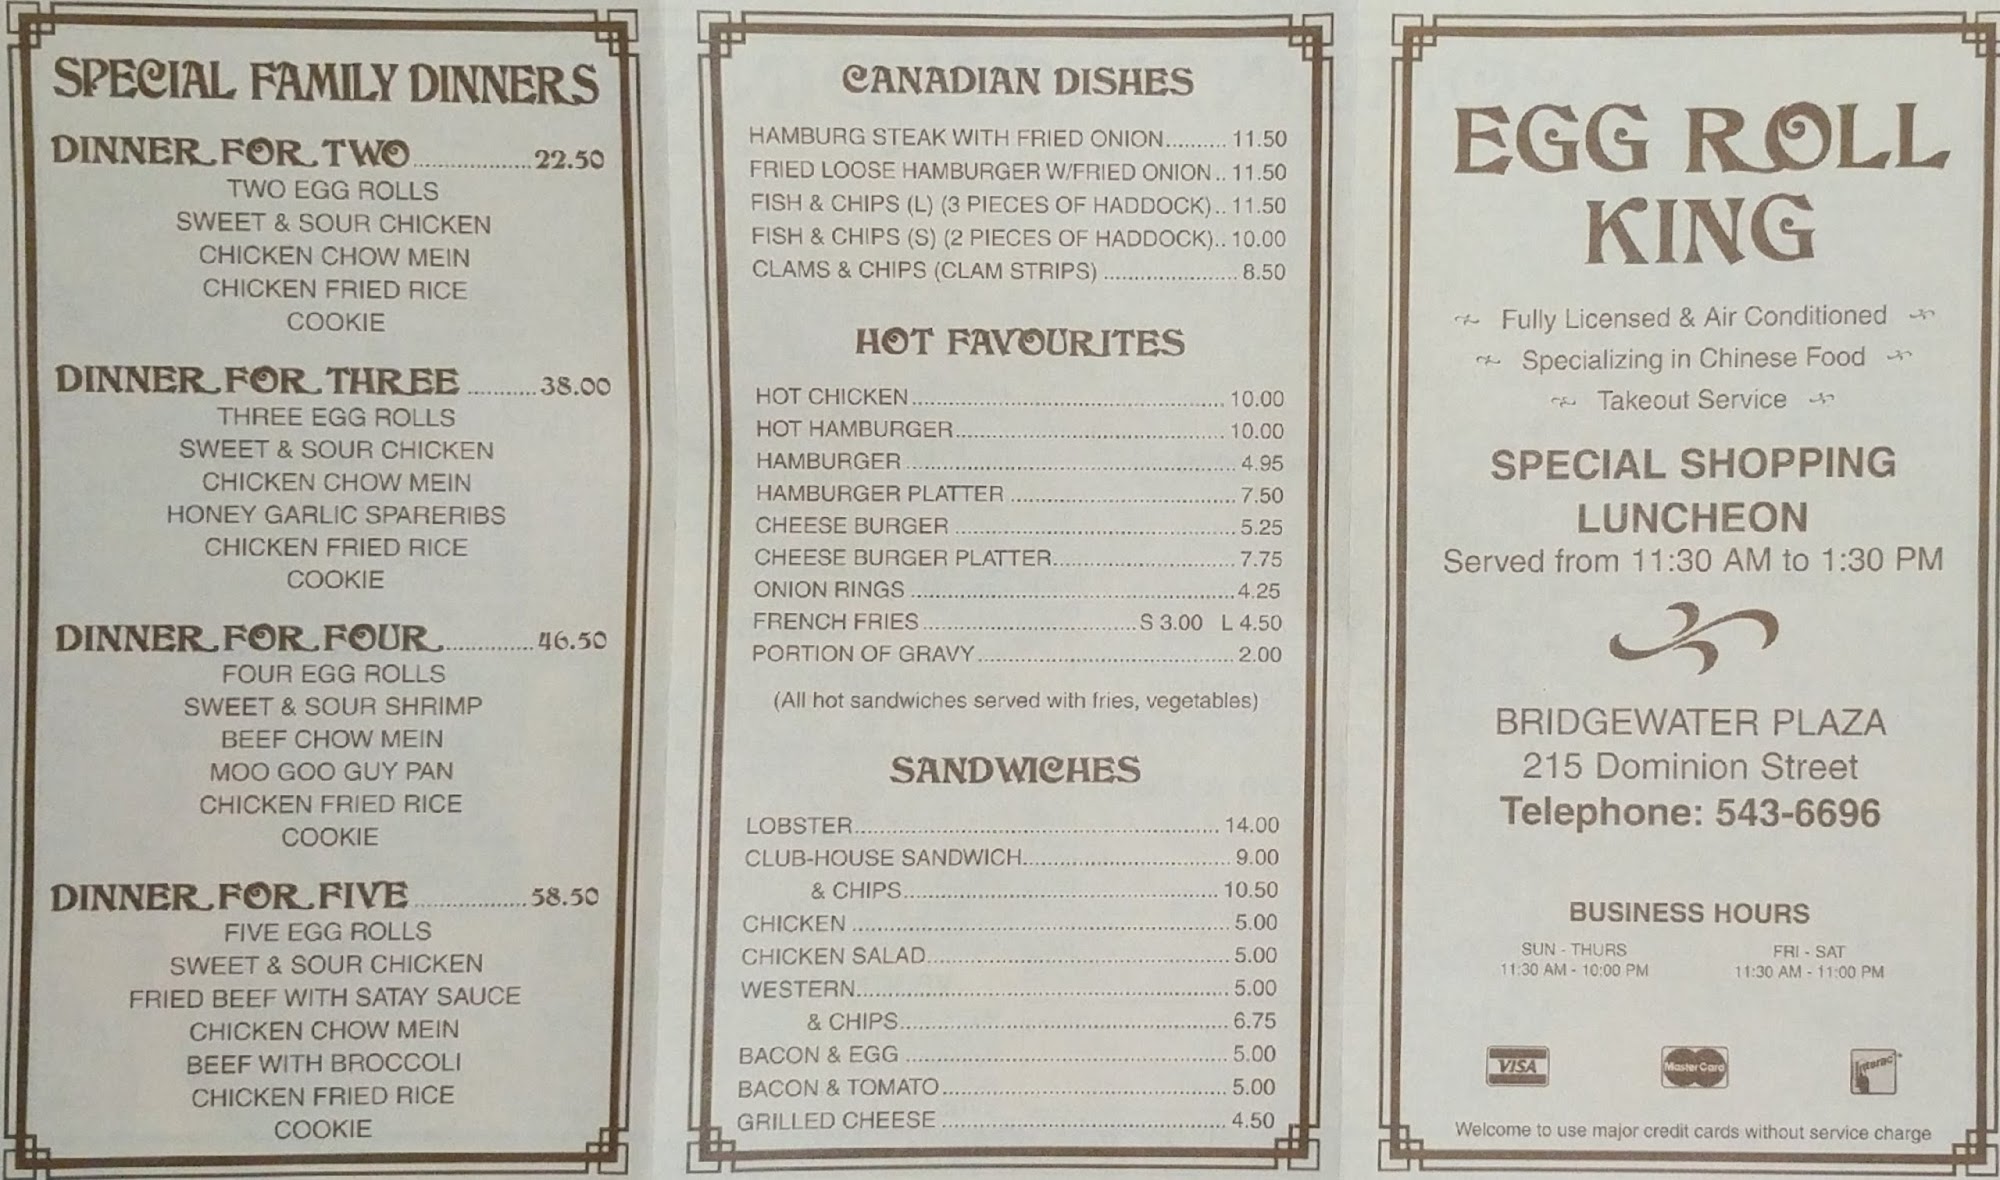 SPECIAL FAMILY DINNERS
DINNER FOR TWO..................22.50
TWO EGG ROLLS
SWEET & SOUR CHICKEN
CHICKEN CHOW MEIN
CHICKEN FRIED RICE
COOKIE
DINNER FOR THREE...........38.00
THREE EGG ROLLS
SWEET & SOUR CHICKEN
CHICKEN CHOW MEIN
HONEY GARLIC SPARERIBS
CHICKEN FRIED RICE
COOKIE
DINNER FOR FOUR..............46.50
FOUR EGG ROLLS
SWEET & SOUR SHRIMP
BEEF CHOW MEIN
MOO GOO GUY PAN
CHICKEN FRIED RICE
COOKIE
DINNER FOR FIVE..................58.50
FIVE EGG ROLLS
SWEET & SOUR CHICKEN
FRIED BEEF WITH SATAY SAUCE
CHICKEN CHOW MEIN
BEEF WITH BROCCOLI
CHICKEN FRIED RICE
COOKIE
CANADIAN DISHES
HAMBURG STEAK WITH FRIED ONION.......... 11.50
FRIED LOOSE HAMBURGER W/FRIED ONION.. 11.50
FISH & CHIPS (L) (3 PIECES OF HADDOCK).. 11.50
FISH & CHIPS (S) (2 PIECES OF HADDOCK).. 10.00
CLAMS & CHIPS (CLAM STRIPS) ...................... 8.50
HOT FAVOURITES
HOT CHICKEN.................................................. 10.00
HOT HAMBURGER........................................... 10.00
HAMBURGER ..................................................... 4.95
HAMBURGER PLATTER .................................... 7.50
CHEESE BURGER ............................................. 5.25
CHEESE BURGER PLATTER............................. 7.75
ONION RINGS .................................................... 4.25
FRENCH FRIES ..................................S 3.00 L 4.50
PORTION OF GRAVY......................................... 2.00
(All hot sandwiches served with fries, vegetables)
SANDWICHES
LOBSTER.......................................................... 14.00
CLUB-HOUSE SANDWICH................................. 9.00
& CHIPS................................................... 10.50
CHICKEN ............................................................. 5.00
CHICKEN SALAD................................................ 5.00
WESTERN............................................................ 5.00
& CHIPS..................................................... 6.75
BACON & EGG .................................................... 5.00
BACON & TOMATO.............................................. 5.00
GRILLED CHEESE .............................................. 4.50
EGG ROLL
KING
Fully Licensed & Air Conditioned
Specializing in Chinese Food
Takeout Service
SPECIAL SHOPPING
LUNCHEON
Served from 11:30 AM to 1:30 PM
BRIDGEWATER PLAZA
215 Dominion Street
Telephone: 543-6696
BUSINESS HOURS
SUN - THURS FRI - SAT
11:30 AM - 10:00 PM 11:30 AM - 11:00 PM
VISA MasterCard Interac
Welcome to use major credit cards without service charge